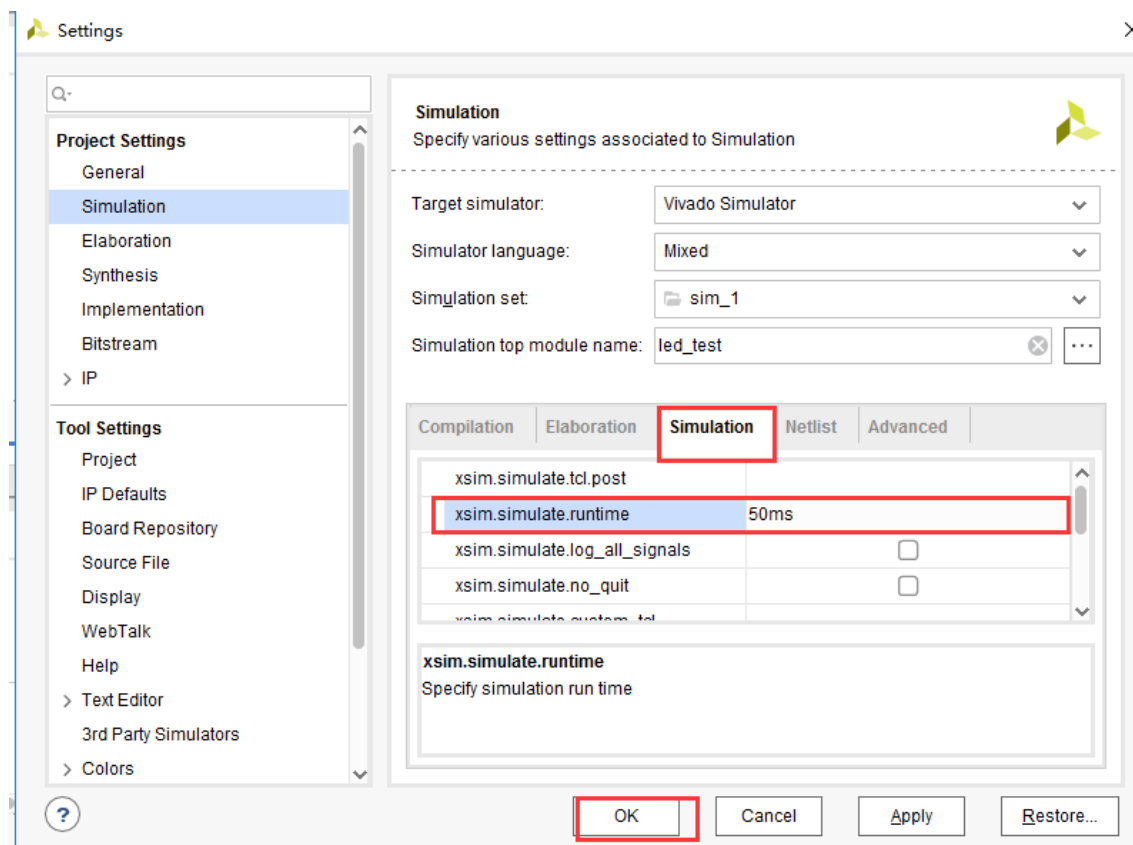 Settings
Project Settings
General
Simulation
Elaboration
Synthesis
Implementation
Bitstream
IP
Tool Settings
Project
IP Defaults
Board Repository
Source File
Display
WebTalk
Help
Text Editor
3rd Party Simulators
Colors
Simulation
Specify various settings associated to Simulation
Target simulator: Vivado Simulator
Simulator language: Mixed
Simulation set: sim_1
Simulation top module name: led_test ...
Compilation Elaboration Simulation Netlist Advanced
xsim.simulate.tcl.post
xsim.simulate.runtime 50ms
xsim.simulate.log_all_signals
xsim.simulate.no_quit
xsim.simulate.custom_tcl
xsim.simulate.runtime
Specify simulation run time
? OK Cancel Apply Restore...